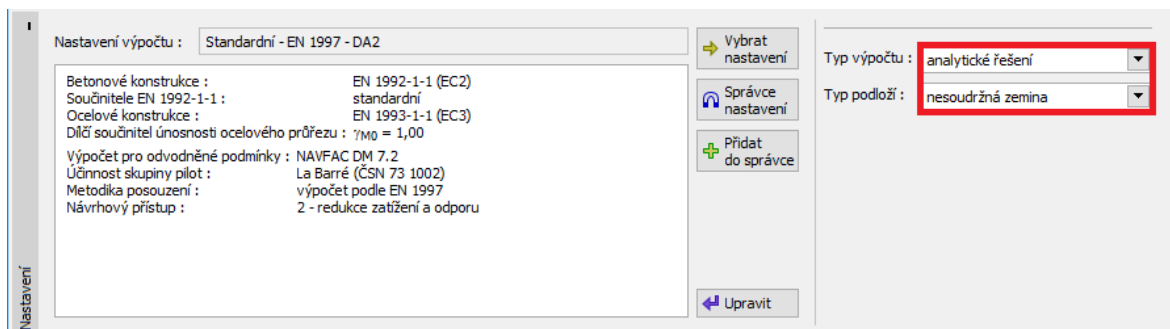 Nastavení výpočtu : Standardní - EN 1997 - DA2
Betonové konstrukce : EN 1992-1-1 (EC2)
Součinitele EN 1992-1-1 : standardní
Ocelové konstrukce : EN 1993-1-1 (EC3)
Dílčí součinitel únosnosti ocelového průřezu : γM0 = 1,00
Výpočet pro odvodněné podmínky : NAVFAC DM 7.2
Účinnost skupiny pilot : La Barré (ČSN 73 1002)
Metodika posouzení : výpočet podle EN 1997
Návrhový přístup : 2 - redukce zatížení a odporu
Vybrat
nastavení
Správce
nastavení
Přidat
do správce
Upravit
Typ výpočtu : analytické řešení
Typ podloží : nesoudržná zemina
Nastavení